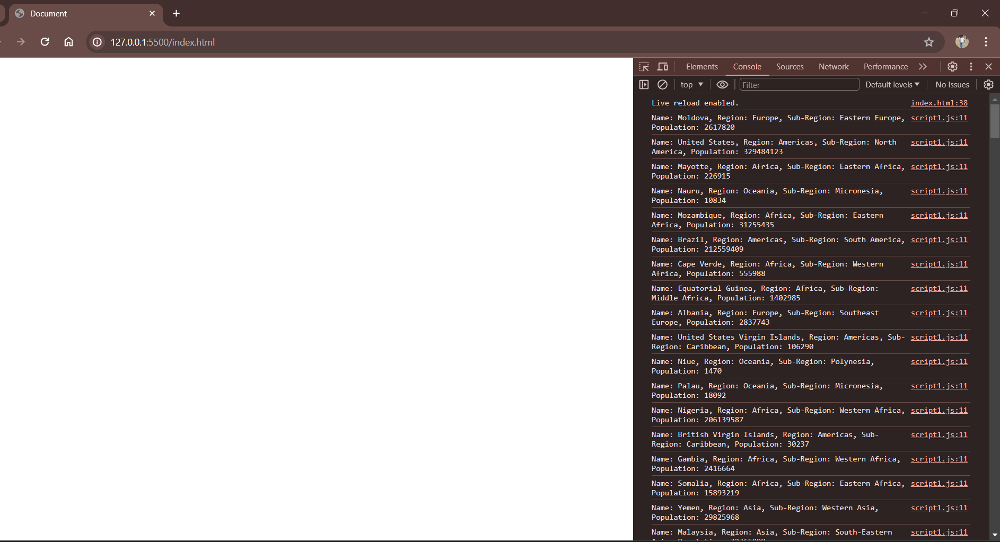 Document
127.0.0.1:5500/index.html
Elements Console Sources Network Performance
top Filter Default levels No Issues
Live reload enabled. index.html:38
Name: Moldova, Region: Europe, Sub-Region: Eastern Europe, script1.js:11
Population: 2617820
Name: United States, Region: Americas, Sub-Region: North script1.js:11
America, Population: 329484123
Name: Mayotte, Region: Africa, Sub-Region: Eastern Africa, script1.js:11
Population: 226915
Name: Nauru, Region: Oceania, Sub-Region: Micronesia, script1.js:11
Population: 10834
Name: Mozambique, Region: Africa, Sub-Region: Eastern script1.js:11
Africa, Population: 31255435
Name: Brazil, Region: Americas, Sub-Region: South America, script1.js:11
Population: 212559409
Name: Cape Verde, Region: Africa, Sub-Region: Western script1.js:11
Africa, Population: 555988
Name: Equatorial Guinea, Region: Africa, Sub-Region: script1.js:11
Middle Africa, Population: 1402985
Name: Albania, Region: Europe, Sub-Region: Southeast script1.js:11
Europe, Population: 2837743
Name: United States Virgin Islands, Region: Americas, Sub- script1.js:11
Region: Caribbean, Population: 106290
Name: Niue, Region: Oceania, Sub-Region: Polynesia, script1.js:11
Population: 1470
Name: Palau, Region: Oceania, Sub-Region: Micronesia, script1.js:11
Population: 18092
Name: Nigeria, Region: Africa, Sub-Region: Western Africa, script1.js:11
Population: 206139587
Name: British Virgin Islands, Region: Americas, Sub- script1.js:11
Region: Caribbean, Population: 30237
Name: Gambia, Region: Africa, Sub-Region: Western Africa, script1.js:11
Population: 2416664
Name: Somalia, Region: Africa, Sub-Region: Eastern Africa, script1.js:11
Population: 15893219
Name: Yemen, Region: Asia, Sub-Region: Western Asia, script1.js:11
Population: 29825968
Name: Malaysia, Region: Asia, Sub-Region: South-Eastern script1.js:11